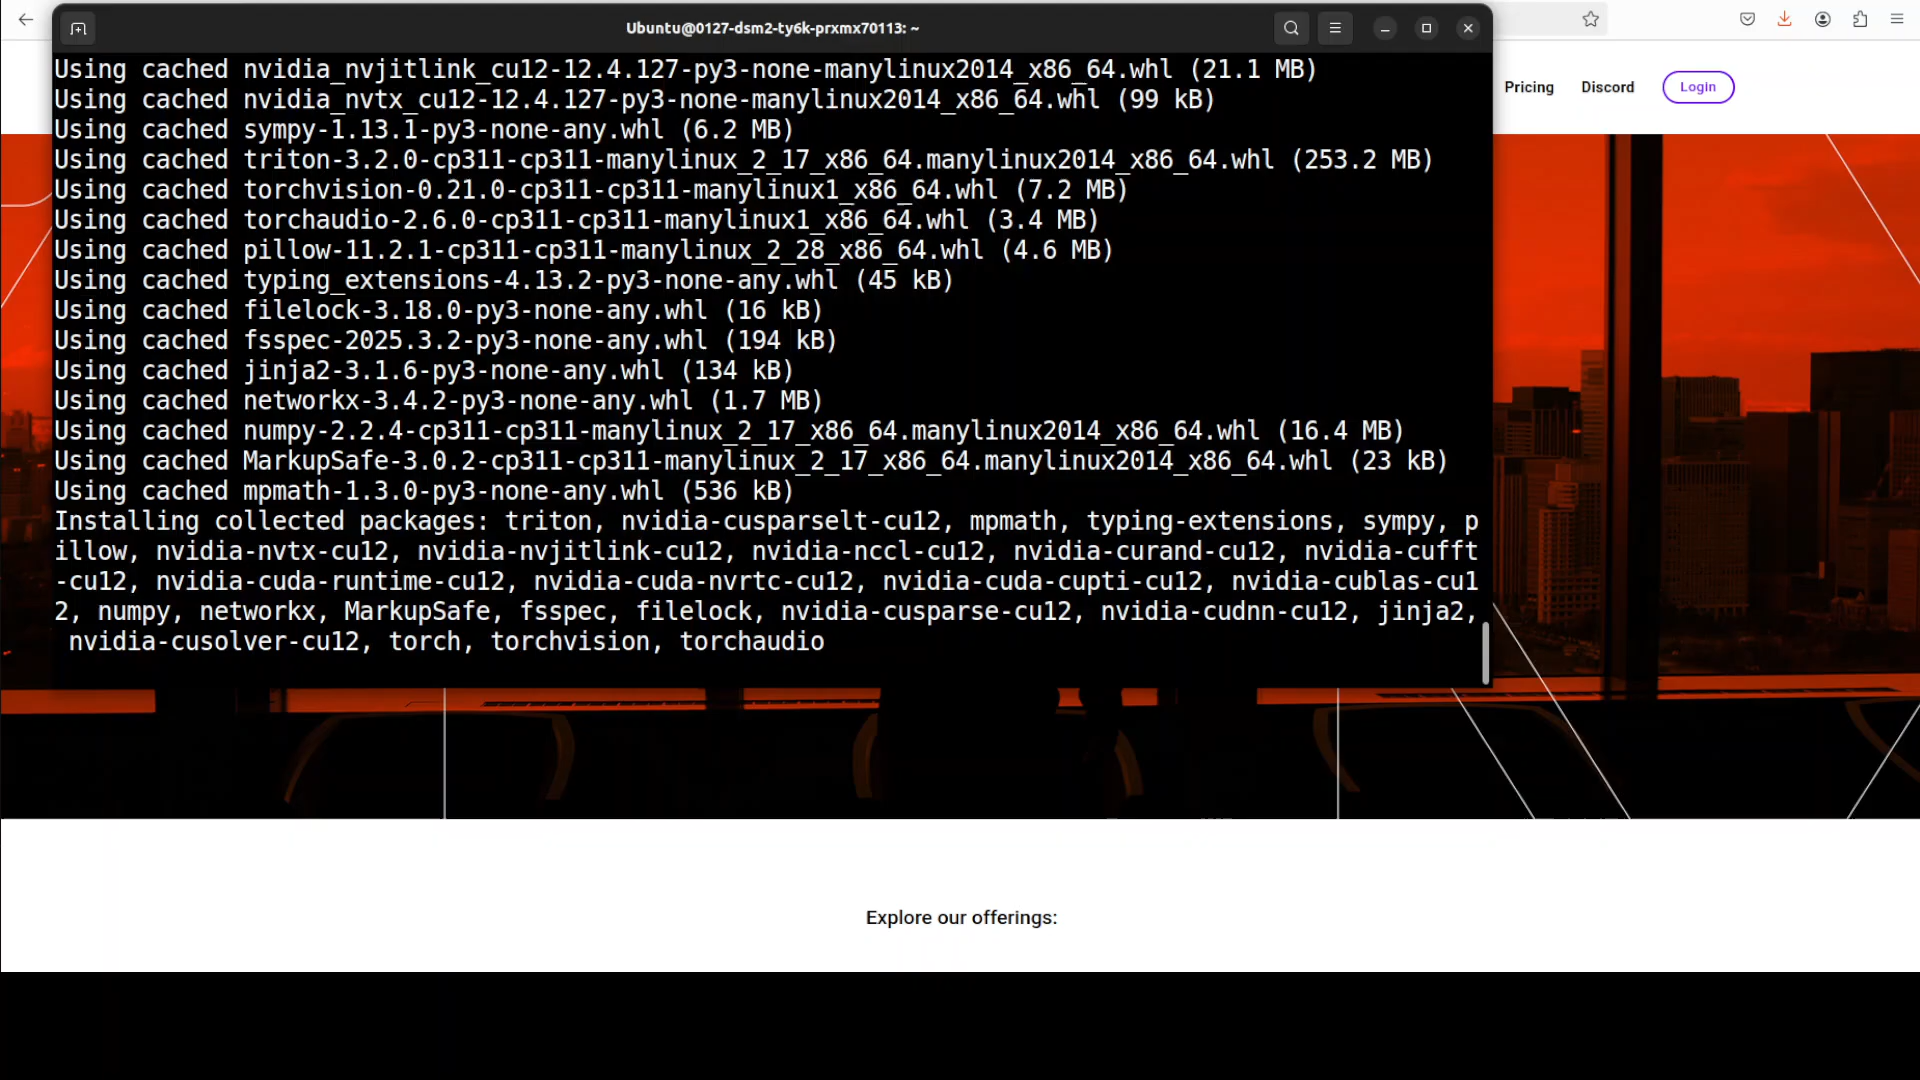 Ubuntu@0127-dsm2-ty6k-prxmx70113: ~
Pricing
Discord
Login
Using cached nvidia_nvjitlink_cu12-12.4.127-py3-none-manylinux2014_x86_64.whl (21.1 MB)
Using cached nvidia_nvtx_cu12-12.4.127-py3-none-manylinux2014_x86_64.whl (99 kB)
Using cached sympy-1.13.1-py3-none-any.whl (6.2 MB)
Using cached triton-3.2.0-cp311-cp311-manylinux_2_17_x86_64.manylinux2014_x86_64.whl (253.2 MB)
Using cached torchvision-0.21.0-cp311-cp311-manylinux1_x86_64.whl (7.2 MB)
Using cached torchaudio-2.6.0-cp311-cp311-manylinux1_x86_64.whl (3.4 MB)
Using cached pillow-11.2.1-cp311-cp311-manylinux_2_28_x86_64.whl (4.6 MB)
Using cached typing_extensions-4.13.2-py3-none-any.whl (45 kB)
Using cached filelock-3.18.0-py3-none-any.whl (16 kB)
Using cached fsspec-2025.3.2-py3-none-any.whl (194 kB)
Using cached jinja2-3.1.6-py3-none-any.whl (134 kB)
Using cached networkx-3.4.2-py3-none-any.whl (1.7 MB)
Using cached numpy-2.2.4-cp311-cp311-manylinux_2_17_x86_64.manylinux2014_x86_64.whl (16.4 MB)
Using cached MarkupSafe-3.0.2-cp311-cp311-manylinux_2_17_x86_64.manylinux2014_x86_64.whl (23 kB)
Using cached mpmath-1.3.0-py3-none-any.whl (536 kB)
Installing collected packages: triton, nvidia-cusparselt-cu12, mpmath, typing-extensions, sympy, p
illow, nvidia-nvtx-cu12, nvidia-nvjitlink-cu12, nvidia-nccl-cu12, nvidia-curand-cu12, nvidia-cufft
-cu12, nvidia-cuda-runtime-cu12, nvidia-cuda-nvrtc-cu12, nvidia-cuda-cupti-cu12, nvidia-cublas-cu1
2, numpy, networkx, MarkupSafe, fsspec, filelock, nvidia-cusparse-cu12, nvidia-cudnn-cu12, jinja2,
 nvidia-cusolver-cu12, torch, torchvision, torchaudio
Explore our offerings: